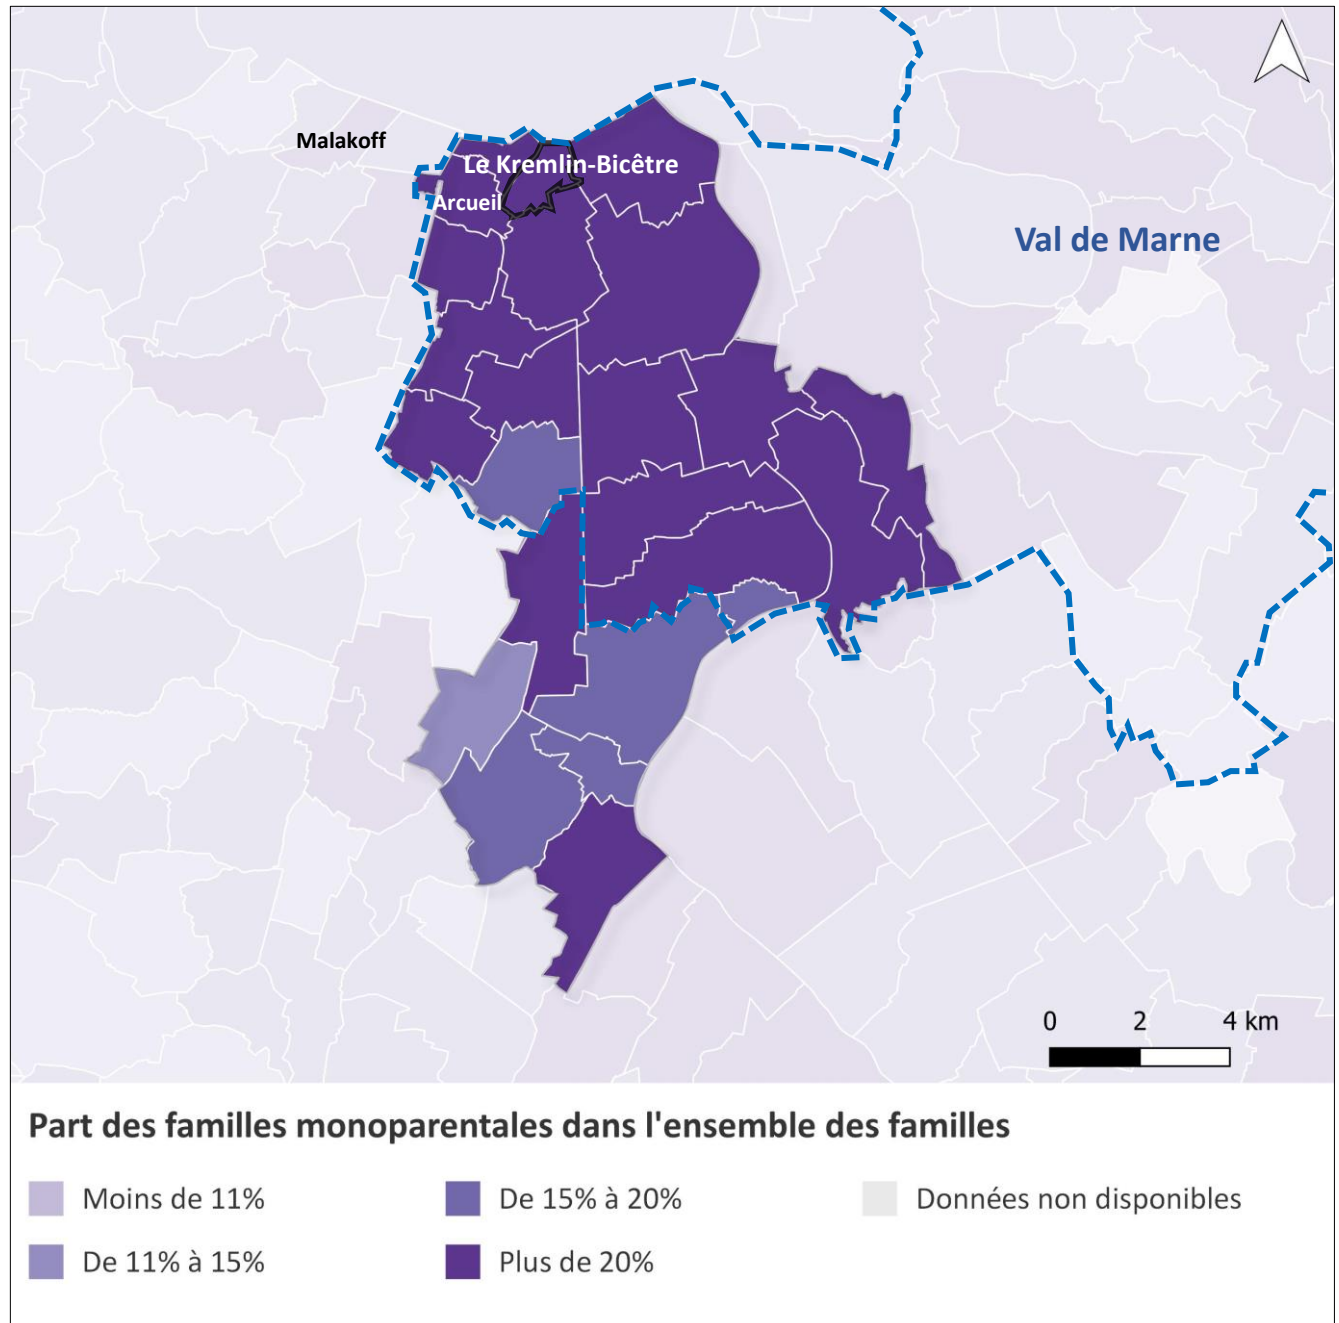 Malakoff
Le Kremlin-Bicêtre
Arcueil
Val de Marne
0 2 4 km
Part des familles monoparentales dans l'ensemble des familles
Moins de 11% De 15% à 20% Données non disponibles
De 11% à 15% Plus de 20%